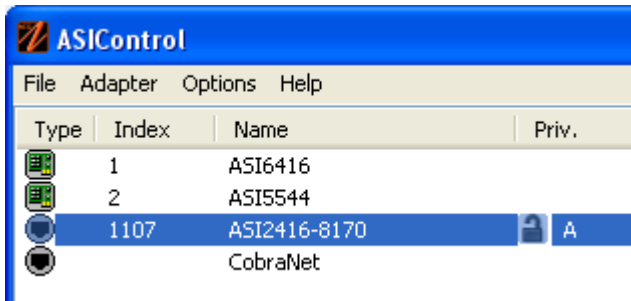 ASIControl
File Adapter Options Help
Type Index Name Priv.
1 ASI6416
2 ASI5544
1107 ASI2416-8170 A
CobraNet